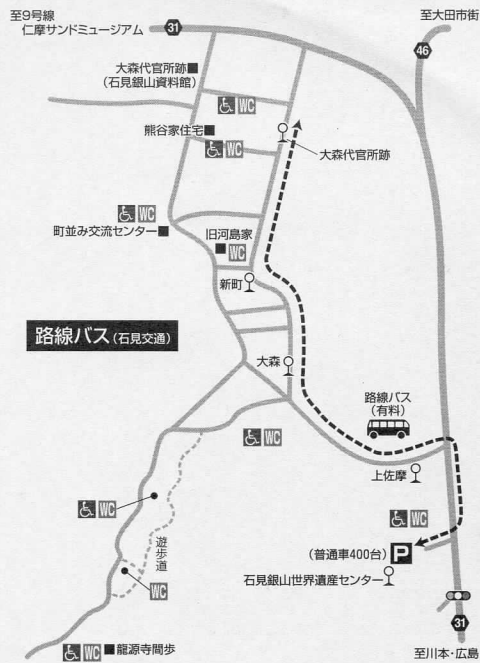 至9号線
仁摩サンドミュージアム
31
至大田市街
46
大森代官所跡
(石見銀山資料館)
WC
熊谷家住宅
WC
大森代官所跡
WC
町並み交流センター
旧河島家
WC
新町
路線バス(石見交通)
大森
路線バス
(有料)
WC
上佐摩
WC
WC
(普通車400台)
P
遊歩道
WC
石見銀山世界遺産センター
31
WC
龍源寺間歩
至川本・広島